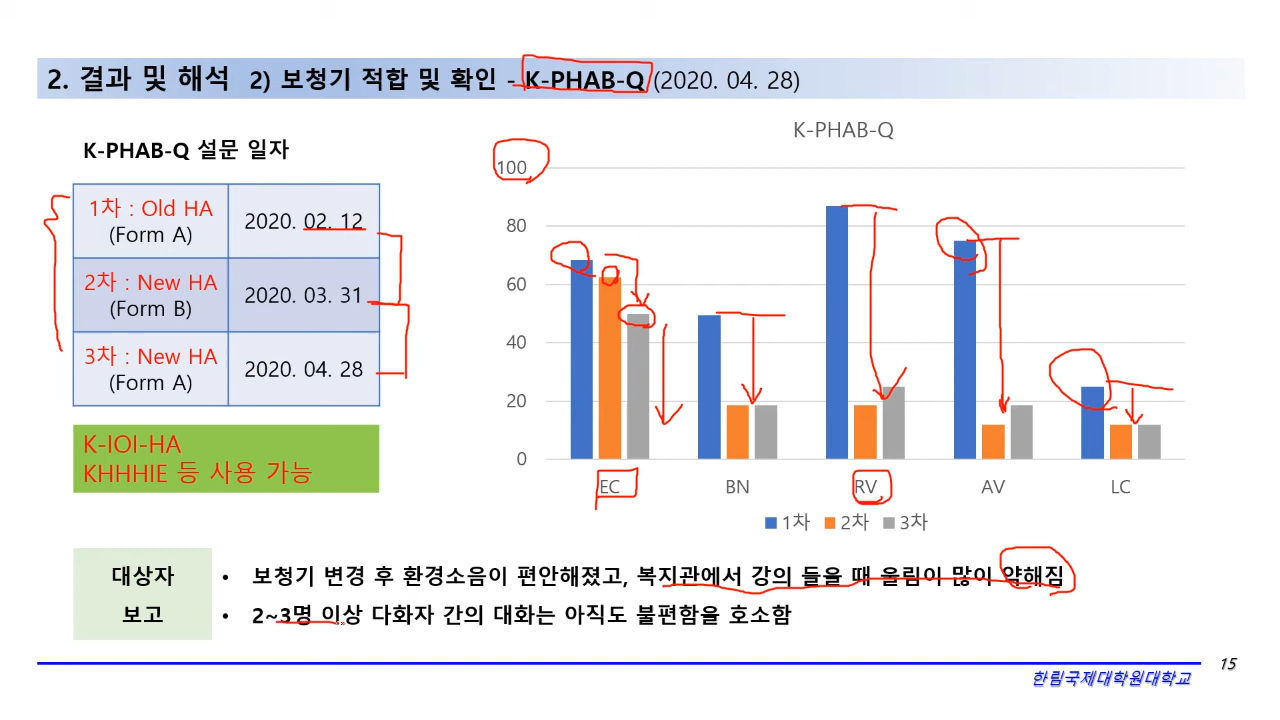 2. 결과 및 해석 2) 보청기 적합 및 확인 - K-PHAB-Q (2020. 04. 28)
K-PHAB-Q 설문 일자
1차 : Old HA
(Form A)
2020. 02. 12
2차 : New HA
(Form B)
2020. 03. 31
3차 : New HA
(Form A)
2020. 04. 28
K-IOI-HA
KHHHIE 등 사용 가능
K-PHAB-Q
100
80
60
40
20
0
EC BN RV AV LC
1차 2차 3차
대상자
보고
• 보청기 변경 후 환경소음이 편안해졌고, 복지관에서 강의 들을 때 울림이 많이 약해짐
• 2~3명 이상 다화자 간의 대화는 아직도 불편함을 호소함
15
한림국제대학원대학교